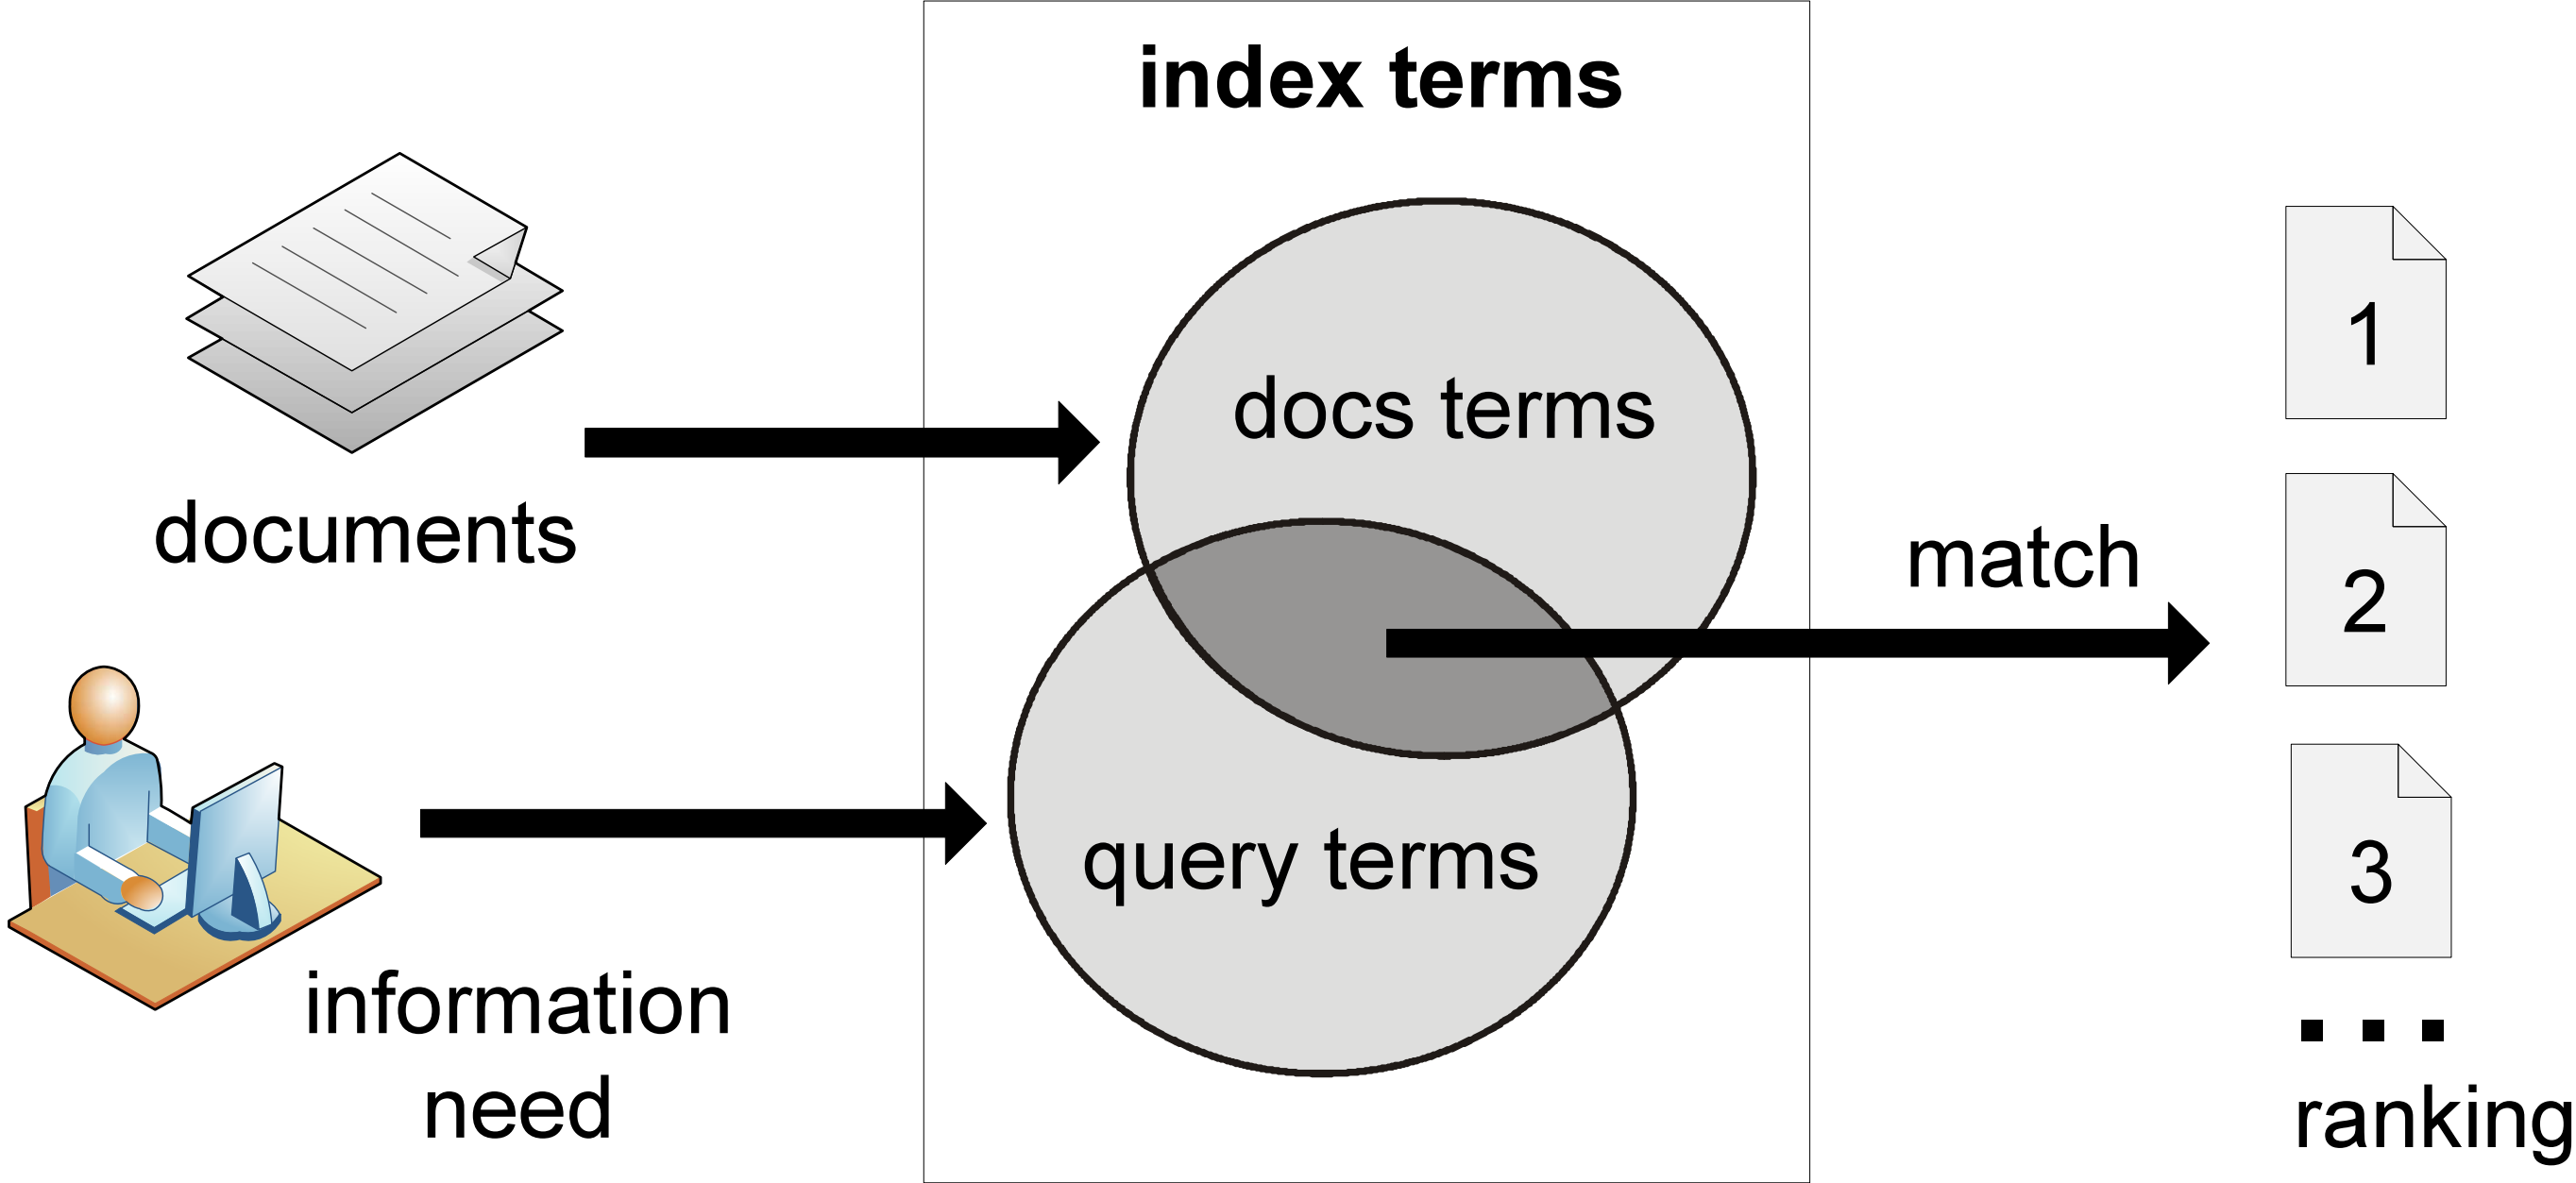 index terms
docs terms
documents
match
query terms
information
need
1
2
3
...
ranking